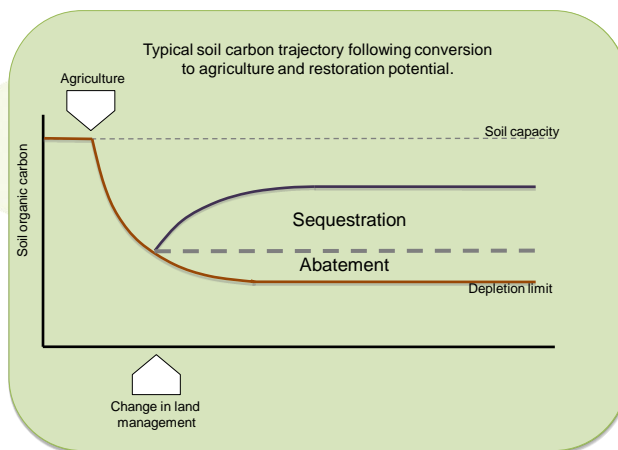 Typical soil carbon trajectory following conversion
to agriculture and restoration potential.
Agriculture
Soil capacity
Soil organic carbon
Sequestration
Abatement
Depletion limit
Change in land
management